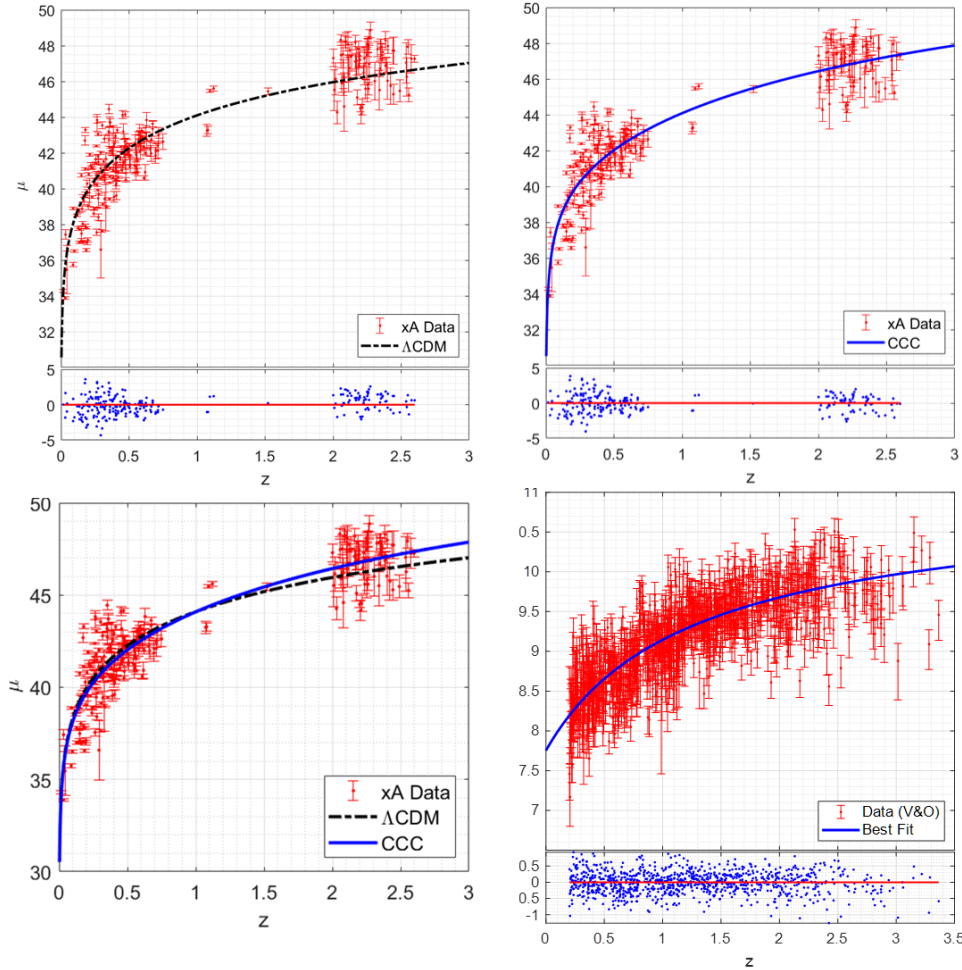 50
48
46
44
42
40
38
36
34
32
μ
xA Data
ΛCDM
5
0
-5
0 0.5 1 1.5 2 2.5 3
z
50
48
46
44
42
40
38
36
34
32
xA Data
CCC
5
0
-5
0 0.5 1 1.5 2 2.5 3
z
50
45
40
35
30
μ
xA Data
ΛCDM
CCC
0 0.5 1 1.5 2 2.5 3
z
11
10.5
10
9.5
9
8.5
8
7.5
7
Data (V&O)
Best Fit
0.5
0
-0.5
-1
0 0.5 1 1.5 2 2.5 3 3.5
z